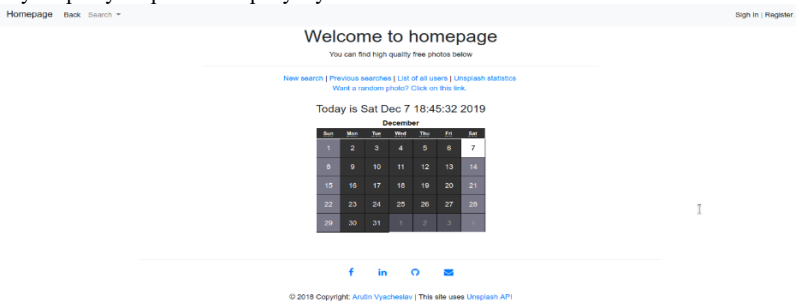 Homepage Back Search Sign In | Register
Welcome to homepage
You can find high quality free photos below
New search | Previous searches | List of all users | Unsplash statistics
Want a random photo? Click on this link.
Today is Sat Dec 7 18:45:32 2019
December
Sun Mon Tue Wed Thu Fri Sat
1 2 3 4 5 6 7
8 9 10 11 12 13 14
15 16 17 18 19 20 21
22 23 24 25 26 27 28
29 30 31 1 2 3 4
f in
© 2018 Copyright: Arutin Vyacheslav | This site uses Unsplash API